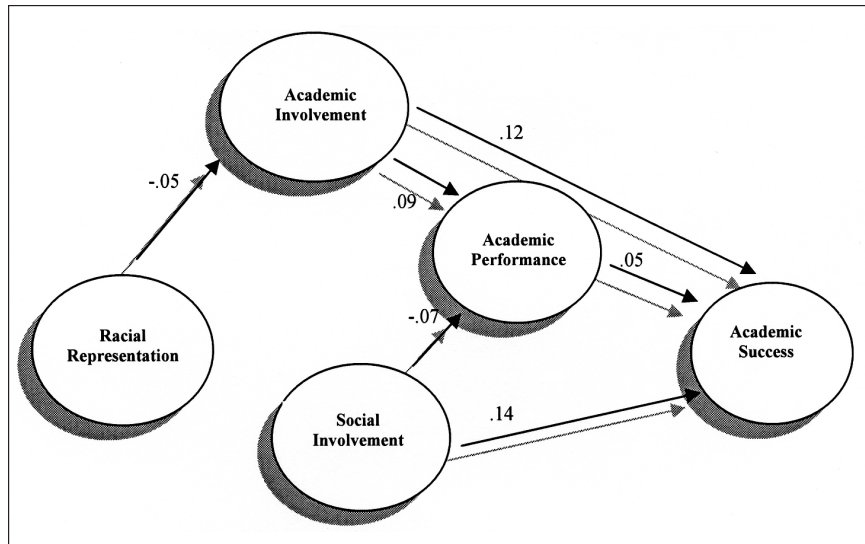 Academic
Involvement
.12
-.05
.09
Academic
Performance
.05
Racial
Representation
-.07
Academic
Success
Social
Involvement
.14